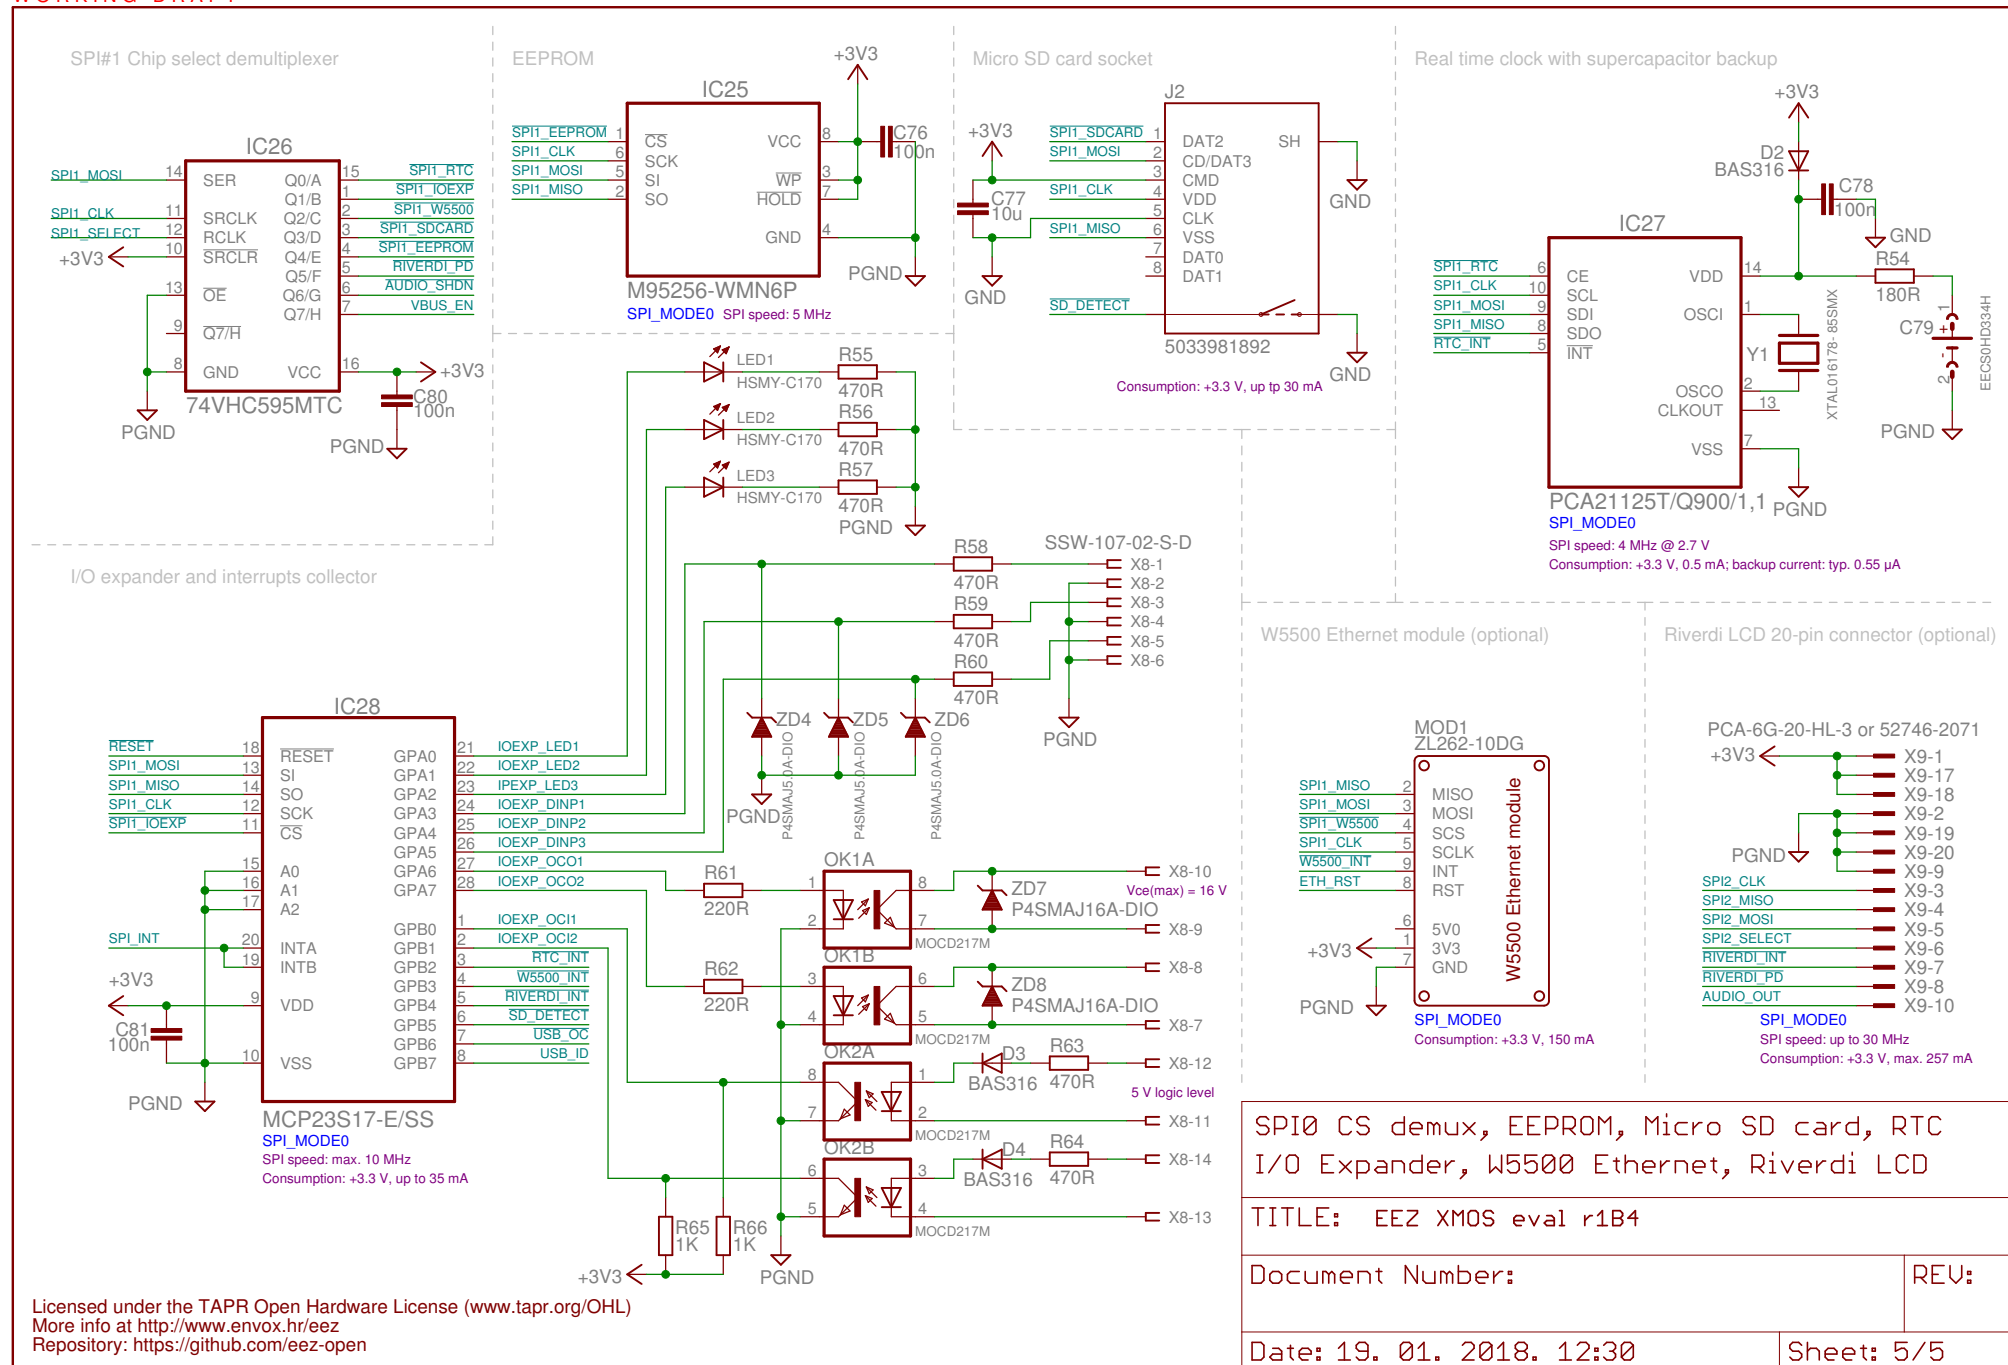 SPI#1 Chip select demultiplexer
IC26
SPI1_MOSI 14 SER Q0/A 15 SPI1_RTC
Q1/B 1 SPI1_IOEXP
SPI1_CLK 11 SRCLK Q2/C 2 SPI1_W5500
SPI1_SELECT 12 RCLK Q3/D 3 SPI1_SDCARD
+3V3 10 SRCLR Q4/E 4 SPI1_EEPROM
Q5/F 5 RIVERDI_PD
13 OE Q6/G 6 AUDIO_SHDN
Q7/H 7 VBUS_EN
9 Q7/H
8 GND VCC 16 +3V3
74VHC595MTC
C80
100n
PGND
PGND
EEPROM
+3V3
IC25
SPI1_EEPROM 1 CS VCC 8
SPI1_CLK 6 SCK
SPI1_MOSI 5 SI WP 3
SPI1_MISO 2 SO HOLD 7
GND 4
C76
100n
PGND
M95256-WMN6P
SPI_MODE0 SPI speed: 5 MHz
Micro SD card socket
J2
+3V3
SPI1_SDCARD 1 DAT2 SH
SPI1_MOSI 2 CD/DAT3
3 CMD
SPI1_CLK 4 VDD
5 CLK
SPI1_MISO 6 VSS
7 DAT0
8 DAT1
C77
10u
GND
GND
SD_DETECT
GND
5033981892
Consumption: +3.3 V, up tp 30 mA
Real time clock with supercapacitor backup
+3V3
D2
BAS316
C78
100n
GND
IC27
SPI1_RTC 6 CE VDD 14
SPI1_CLK 10 SCL
SPI1_MOSI 9 SDI OSCI 1
SPI1_MISO 8 SDO
RTC_INT 5 INT
OSCO 2
CLKOUT 13
VSS 7
R54
180R
Y1
XTAL016178-85SMX
C79
+
-
1
2
EECS0HD334H
PGND
PGND
PCA21125T/Q900/1,1
SPI_MODE0
SPI speed: 4 MHz @ 2.7 V
Consumption: +3.3 V, 0.5 mA; backup current: typ. 0.55 µA
LED1
HSMY-C170
R55
470R
LED2
HSMY-C170
R56
470R
LED3
HSMY-C170
R57
470R
PGND
I/O expander and interrupts collector
SSW-107-02-S-D
R58
470R
R59
470R
R60
470R
X8-1
X8-2
X8-3
X8-4
X8-5
X8-6
PGND
ZD4
P4SMAJ5.0A-DIO
ZD5
P4SMAJ5.0A-DIO
ZD6
P4SMAJ5.0A-DIO
PGND
IC28
RESET 18 RESET GPA0 21 IOEXP_LED1
SPI1_MOSI 13 SI GPA1 22 IOEXP_LED2
SPI1_MISO 14 SO GPA2 23 IPEXP_LED3
SPI1_CLK 12 SCK GPA3 24 IOEXP_DINP1
SPI1_IOEXP 11 CS GPA4 25 IOEXP_DINP2
GPA5 26 IOEXP_DINP3
15 A0 GPA6 27 IOEXP_OCO1
16 A1 GPA7 28 IOEXP_OCO2
17 A2
GPB0 1 IOEXP_OCI1
SPI_INT 20 INTA GPB1 2 IOEXP_OCI2
19 INTB GPB2 3 RTC_INT
GPB3 4 W5500_INT
+3V3 9 VDD GPB4 5 RIVERDI_INT
GPB5 6 SD_DETECT
GPB6 7 USB_OC
10 VSS GPB7 8 USB_ID
C81
100n
PGND
MCP23S17-E/SS
SPI_MODE0
SPI speed: max. 10 MHz
Consumption: +3.3 V, up to 35 mA
R61
220R
OK1A
1 8
2 7
MOCD217M
ZD7
P4SMAJ16A-DIO
X8-10
Vce(max) = 16 V
X8-9
R62
220R
OK1B
3 6
4 5
MOCD217M
ZD8
P4SMAJ16A-DIO
X8-8
X8-7
OK2A
8 1
7 2
MOCD217M
D3
BAS316
R63
470R
X8-12
5 V logic level
X8-11
OK2B
6 3
5 4
MOCD217M
D4
BAS316
R64
470R
X8-14
X8-13
R65
1K
R66
1K
+3V3
PGND
W5500 Ethernet module (optional)
MOD1
ZL262-10DG
SPI1_MISO 2 MISO
SPI1_MOSI 3 MOSI
SPI1_W5500 4 SCS
SPI1_CLK 5 SCLK
W5500_INT 9 INT
ETH_RST 8 RST
6 5V0
+3V3 1 3V3
7 GND
W5500 Ethernet module
PGND
SPI_MODE0
Consumption: +3.3 V, 150 mA
Riverdi LCD 20-pin connector (optional)
PCA-6G-20-HL-3 or 52746-2071
+3V3 X9-1
X9-17
X9-18
X9-2
X9-19
PGND X9-20
X9-9
SPI2_CLK X9-3
SPI2_MISO X9-4
SPI2_MOSI X9-5
SPI2_SELECT X9-6
RIVERDI_INT X9-7
RIVERDI_PD X9-8
AUDIO_OUT X9-10
SPI_MODE0
SPI speed: up to 30 MHz
Consumption: +3.3 V, max. 257 mA
SPI0 CS demux, EEPROM, Micro SD card, RTC
I/O Expander, W5500 Ethernet, Riverdi LCD
TITLE: EEZ XMOS eval r1B4
Document Number: REV:
Date: 19. 01. 2018. 12:30 Sheet: 5/5
Licensed under the TAPR Open Hardware License (www.tapr.org/OHL)
More info at http://www.envox.hr/eez
Repository: https://github.com/eez-open